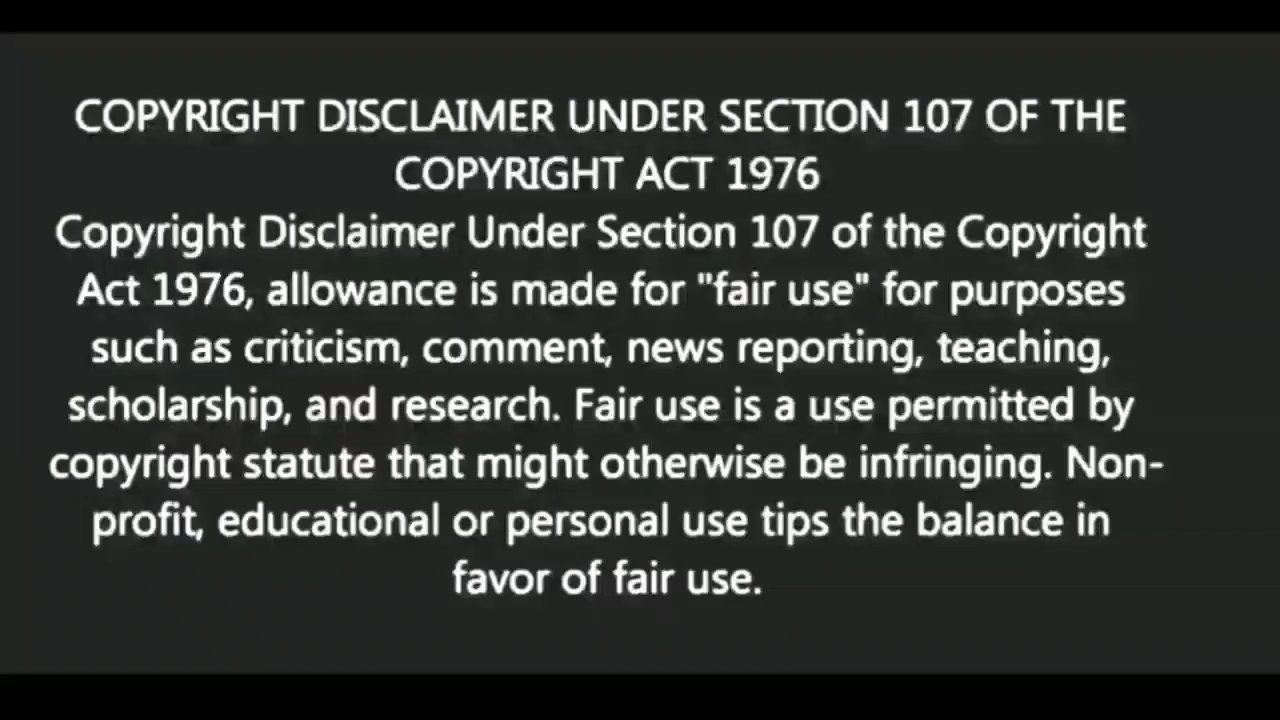 COPYRIGHT DISCLAIMER UNDER SECTION 107 OF THE
COPYRIGHT ACT 1976
Copyright Disclaimer Under Section 107 of the Copyright
Act 1976, allowance is made for "fair use" for purposes
such as criticism, comment, news reporting, teaching,
scholarship, and research. Fair use is a use permitted by
copyright statute that might otherwise be infringing. Non-
profit, educational or personal use tips the balance in
favor of fair use.